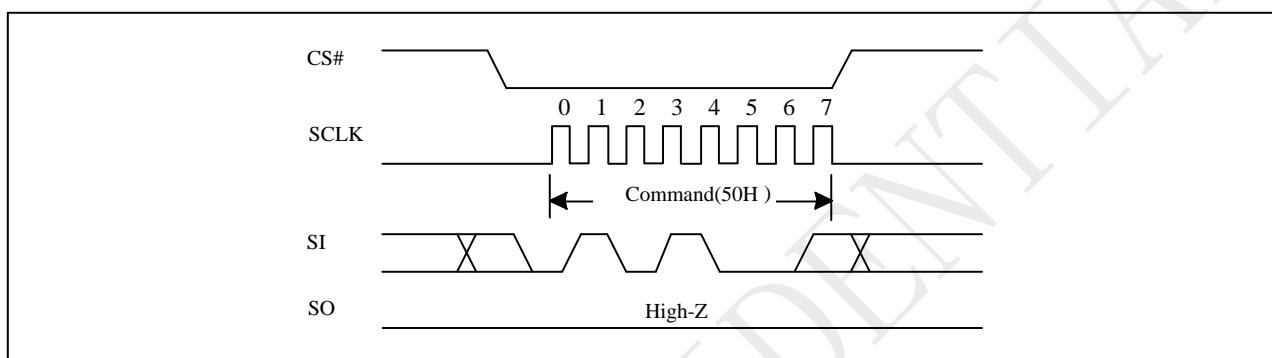 CS#
0 1 2 3 4 5 6 7
SCLK
Command(50H )
SI
SO High-Z